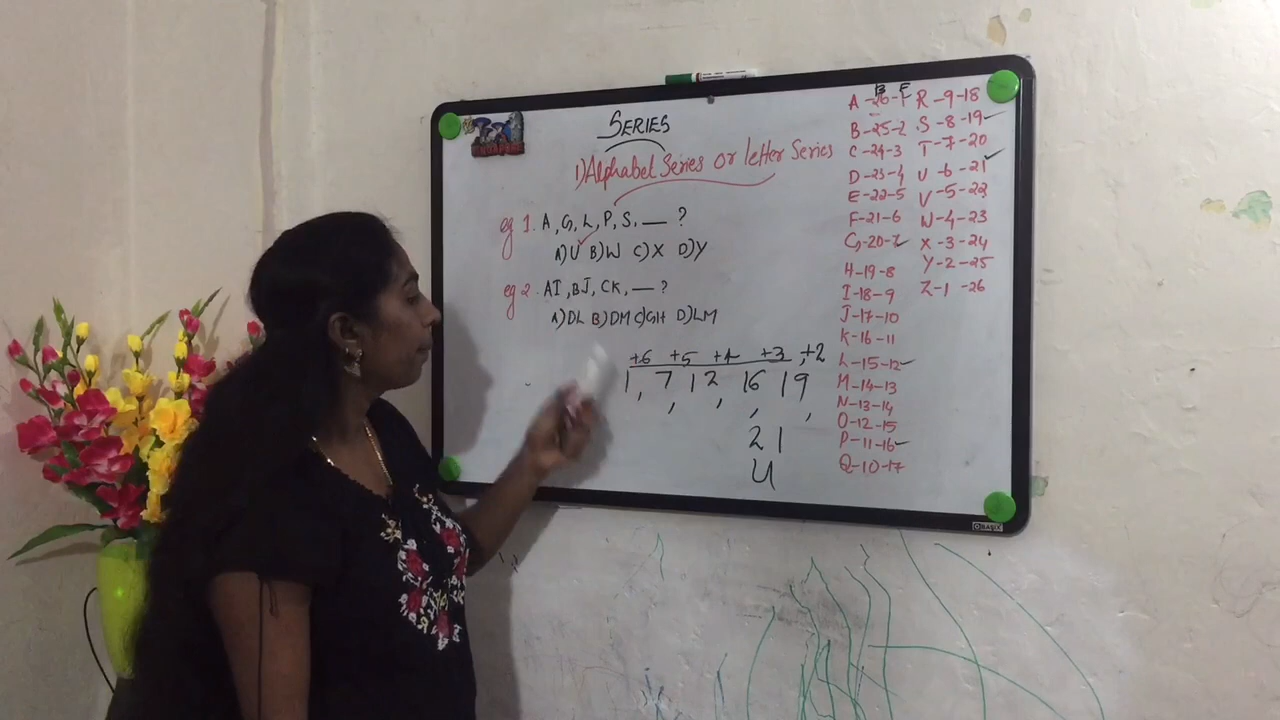 SERIES
1) Alphabet Series or letter Series
eg 1. A, G, L, P, S, __ ?
A) U B) W C) X D) Y
eg 2. AI, BJ, CK, __ ?
A) DL B) DM C) GH D) LM
+6 +5 +4 +3, +2
1, 7, 12, 16, 19,
21
U
B F
A -26-1
B -25-2
C -24-3
D -23-4
E -22-5
F-21-6
G-20-7
H-19-8
I-18-9
J-17-10
K-16-11
L-15-12
M-14-13
N-13-14
O-12-15
P-11-16
Q-10-17
R -9-18
S -8-19
T -7-20
U -6-21
V -5-22
W-4-23
X -3-24
Y-2-25
Z-1 -26
OBASIX